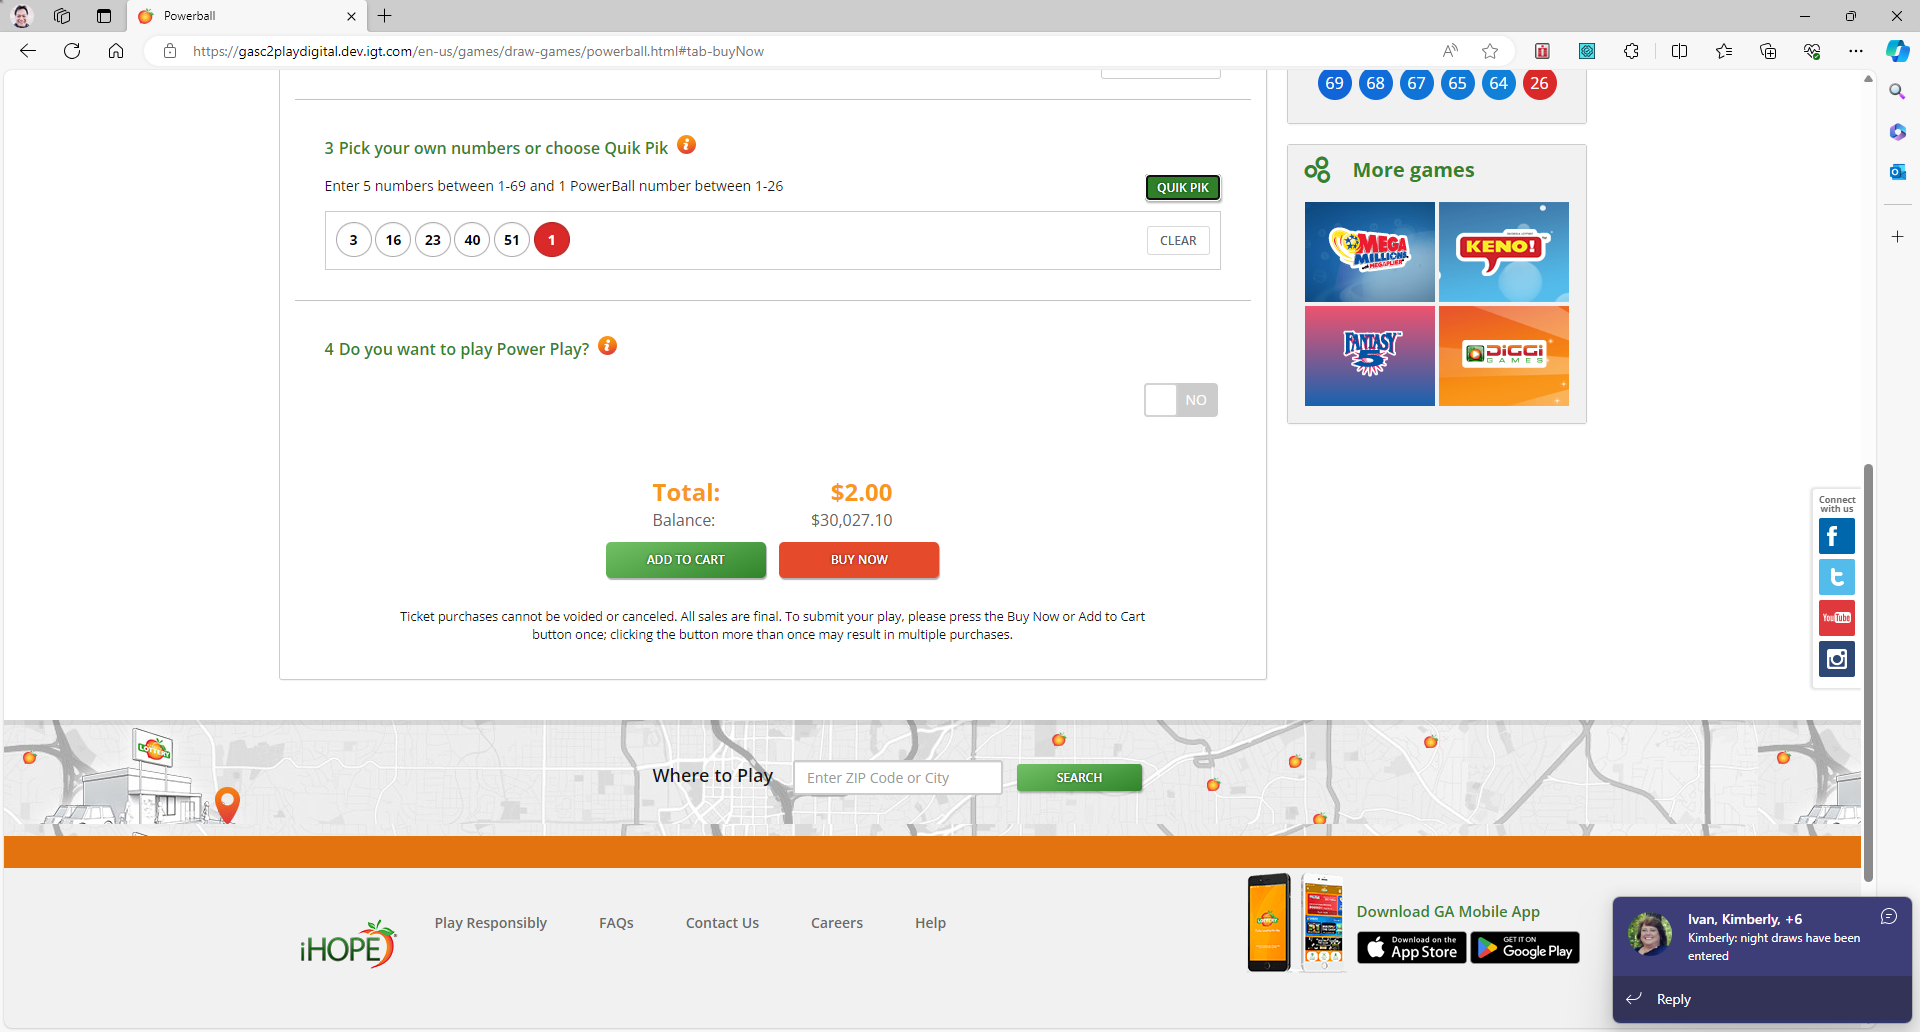 Powerball
https://gasc2playdigital.dev.igt.com/en-us/games/draw-games/powerball.html#tab-buyNow
69 68 67 65 64 26
3 Pick your own numbers or choose Quik Pik
Enter 5 numbers between 1-69 and 1 PowerBall number between 1-26
QUIK PIK
3 16 23 40 51 1
CLEAR
4 Do you want to play Power Play?
NO
Total: $2.00
Balance: $30,027.10
ADD TO CART BUY NOW
Ticket purchases cannot be voided or canceled. All sales are final. To submit your play, please press the Buy Now or Add to Cart
button once; clicking the button more than once may result in multiple purchases.
More games
MEGA
MILLIONS
KENO!
FANTASY
5
DiGGi
GAMES
Connect
with us
You Tube
LOTTERY
Where to Play Enter ZIP Code or City SEARCH
iHOPE
Play Responsibly FAQs Contact Us Careers Help
Download GA Mobile App
Download on the
App Store
GET IT ON
Google Play
Ivan, Kimberly, +6
Kimberly: night draws have been
entered
Reply